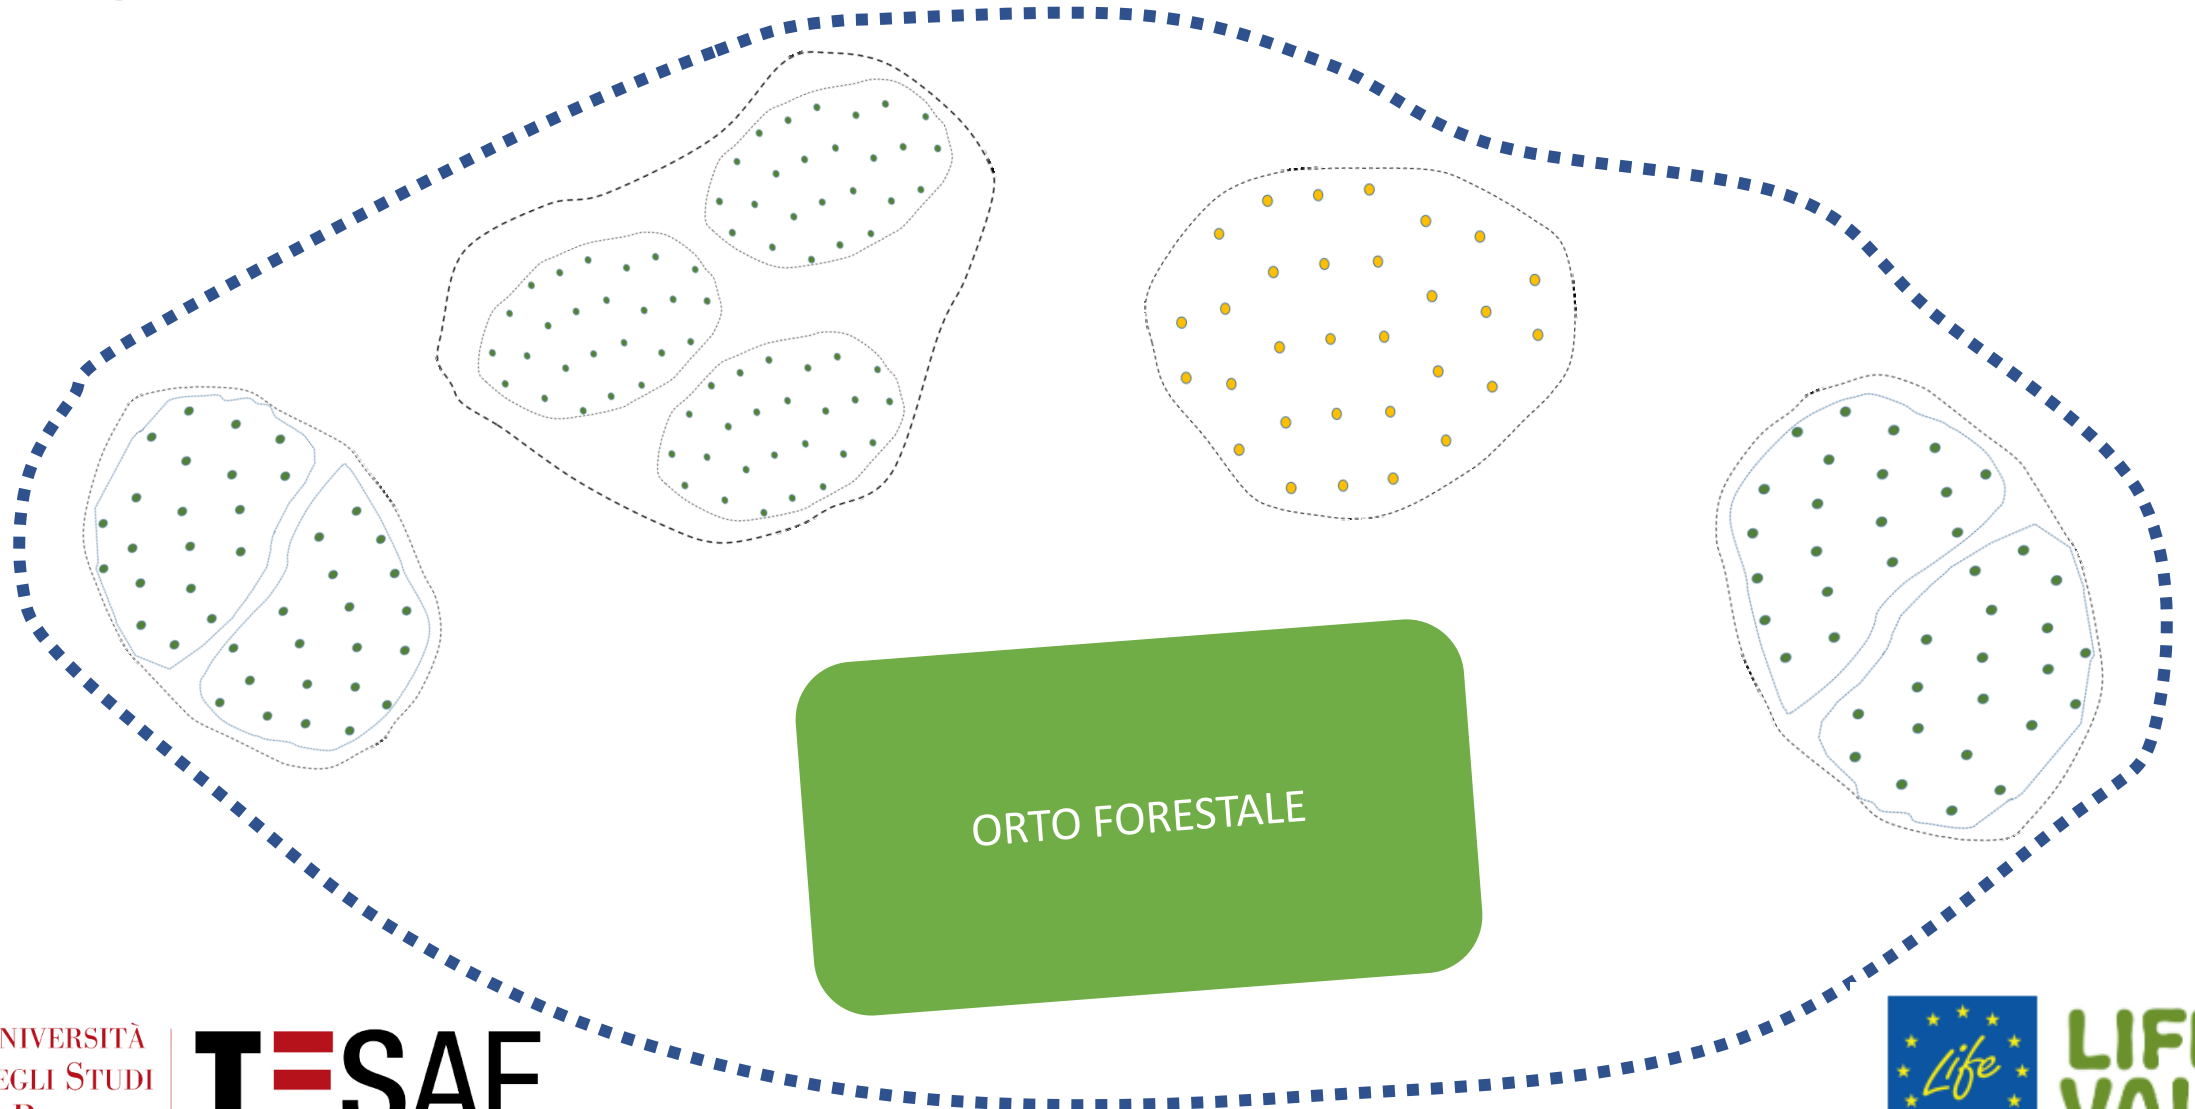 ORTO FORESTALE
NIVERSITÀ
EGLI STUDI
TESAF
Life
LIF